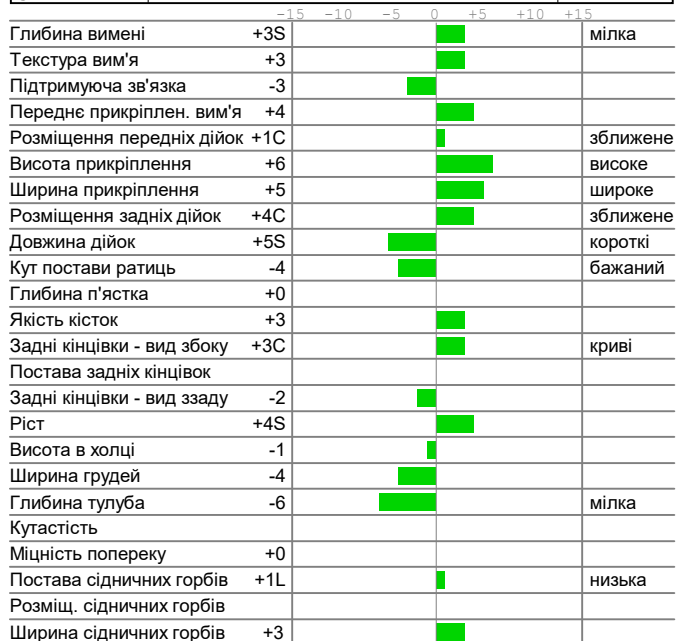 -15 -10 -5 0 +5 +10 +15
Глибина вимені +3S мілка
Текстура вим'я +3
Підтримуюча зв'язка -3
Переднє прикріплен. вим'я +4
Розміщення передніх дійок +1C зближене
Висота прикріплення +6 високе
Ширина прикріплення +5 широке
Розміщення задніх дійок +4C зближене
Довжина дійок +5S короткі
Кут постави ратиць -4 бажаний
Глибина п'ястка +0
Якість кісток +3
Задні кінцівки - вид збоку +3C криві
Постава задніх кінцівок
Задні кінцівки - вид ззаду -2
Ріст +4S
Висота в холці -1
Ширина грудей -4
Глибина тулуба -6 мілка
Кутастість
Міцність попереку +0
Постава сідничних горбів +1L низька
Розміщ. сідничних горбів
Ширина сідничних горбів +3